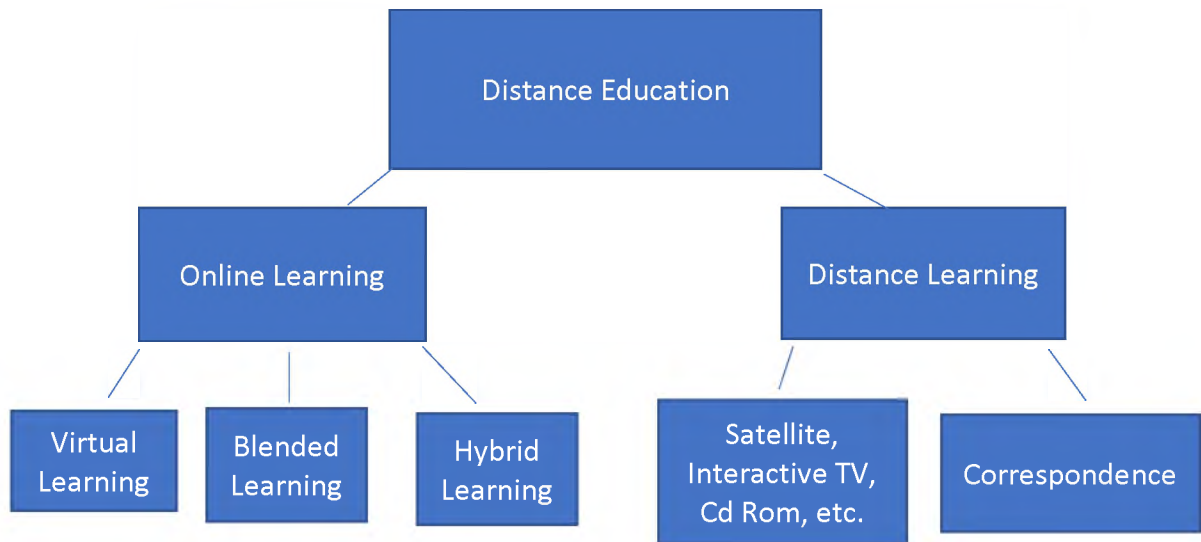 Distance Education
Online Learning
Distance Learning
Virtual
Learning
Blended
Learning
Hybrid
Learning
Satellite,
Interactive TV,
Cd Rom, etc.
Correspondence